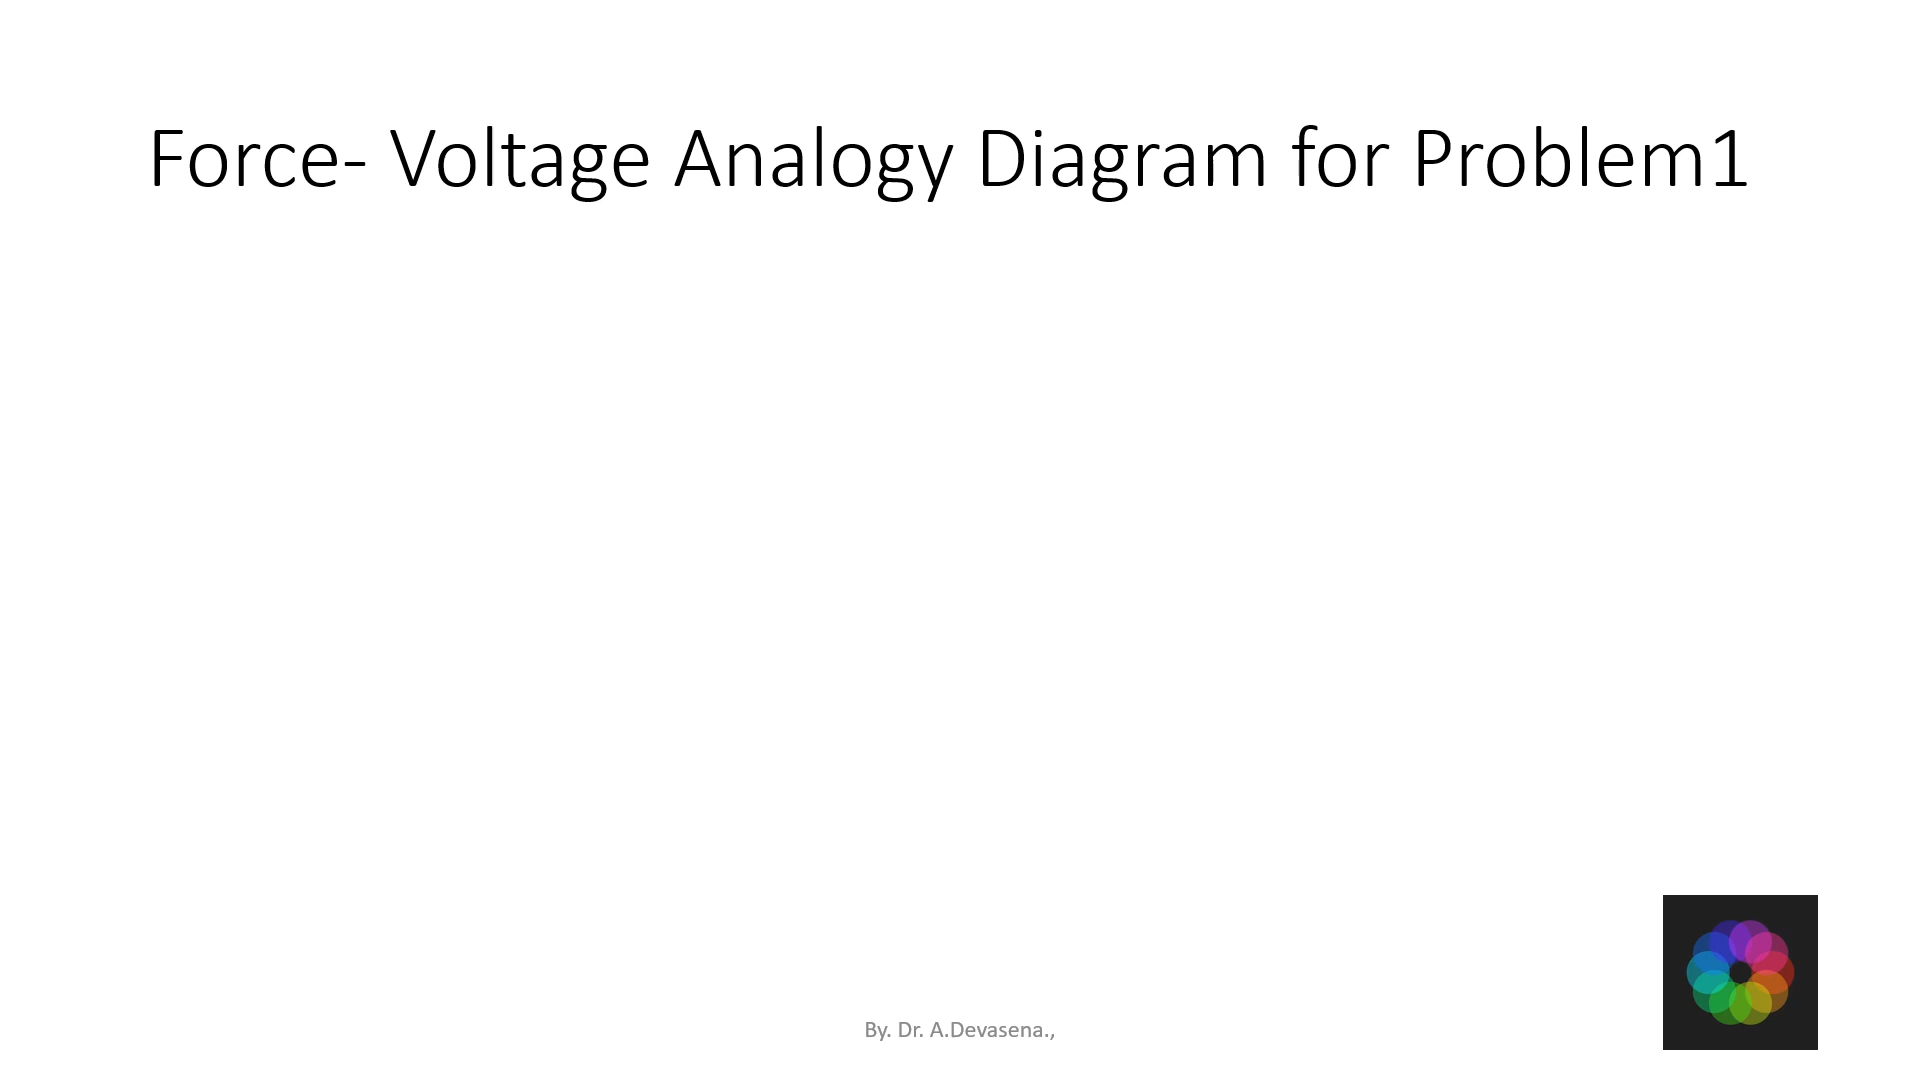 Force- Voltage Analogy Diagram for Problem1
By. Dr. A.Devasena.,